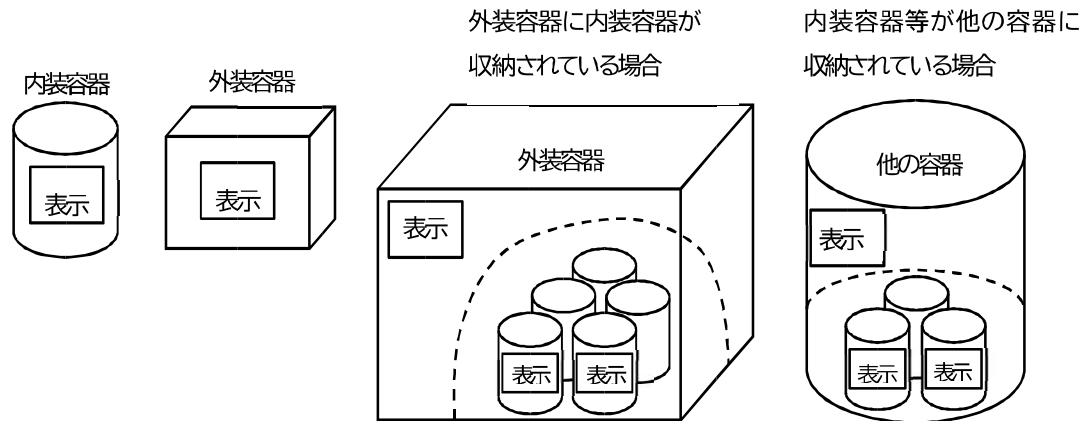 内装容器
表示
外装容器
表示
外装容器に内装容器が
収納されている場合
外装容器
表示
表示
表示
内装容器等が他の容器に
収納されている場合
他の容器
表示
表示
表示